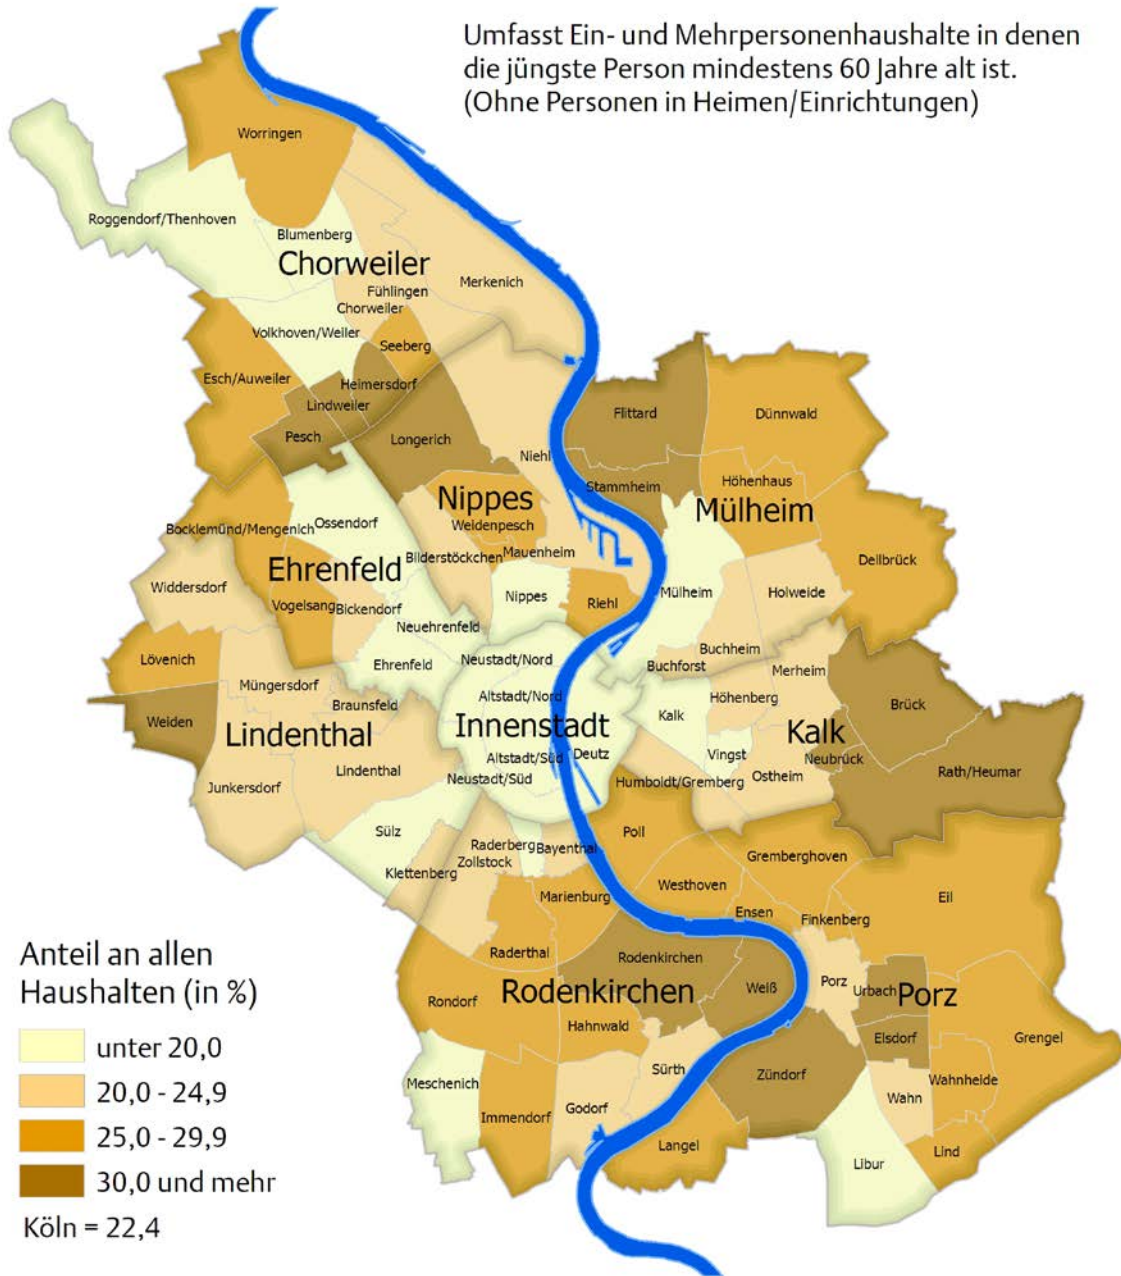 Umfasst Ein- und Mehrpersonenhaushalte in denen
die jüngste Person mindestens 60 Jahre alt ist.
(Ohne Personen in Heimen/Einrichtungen)
Worringen
Roggendorf/Thenhoven
Blumenberg
Chorweiler
Merkenich
Fühlingen
Chorweiler
Volkhoven/Weiler
Seeberg
Esch/Auweiler
Heimersdorf
Lindweiler
Pesch
Longerich
Flittard
Dünnwald
Niehl
Stammheim
Höhenhaus
Nippes
Mülheim
Weidenpesch
Ossendorf
Bocklemünd/Mengenich
Mauenheim
Bilderstöckchen
Dellbrück
Ehrenfeld
Widdersdorf
Holweide
Mülheim
Nippes
Riehl
Vogelsang
Bickendorf
Neuehrenfeld
Buchheim
Lövenich
Ehrenfeld
Neustadt/Nord
Buchforst
Merheim
Müngersdorf
Altstadt/Nord
Höhenberg
Braunsfeld
Brück
Weiden
Lindenthal
Innenstadt
Kalk
Kalk
Deutz
Vingst
Altstadt/Süd
Neubrück
Lindenthal
Neustadt/Süd
Ostheim
Rath/Heumar
Junkersdorf
Humboldt/Gremberg
Sülz
Poll
Raderberg
Bayenthal
Zollstock
Klettenberg
Gremberghoven
Westhoven
Marienburg
Eil
Ensen
Finkenberg
Raderthal
Rodenkirchen
Porz
Weiß
Urbach
Porz
Rodenkirchen
Rondorf
Hahnwald
Elsdorf
Grengel
Sürth
Zündorf
Meschenich
Wahnheide
Wahn
Immendorf
Godorf
Langel
Lind
Libur
Anteil an allen
Haushalten (in %)
unter 20,0
20,0 - 24,9
25,0 - 29,9
30,0 und mehr
Köln = 22,4